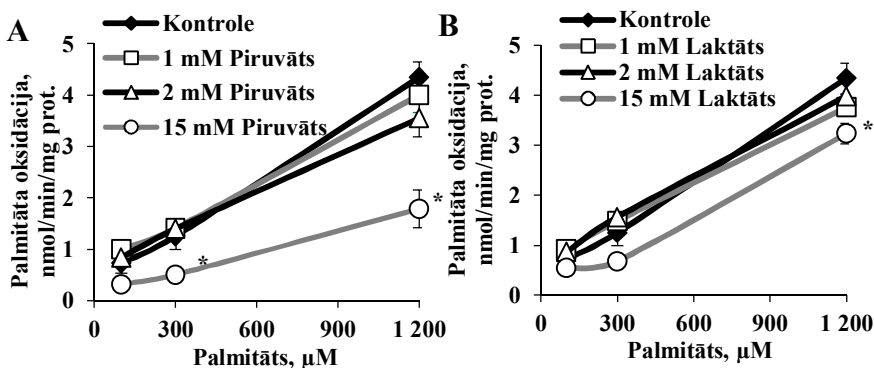 A
Kontrole
1 mM Piruvāts
2 mM Piruvāts
15 mM Piruvāts
Palmitāta oksidācija,
nmol/min/mg prot.
5
4
3
2
1
0
*
*
0 300 600 900 1 200
Palmitāts, µM
B
Kontrole
1 mM Laktāts
2 mM Laktāts
15 mM Laktāts
Palmitāta oksidācija,
nmol/min/mg prot.
5
4
3
2
1
0
*
0 300 600 900 1 200
Palmitāts, µM